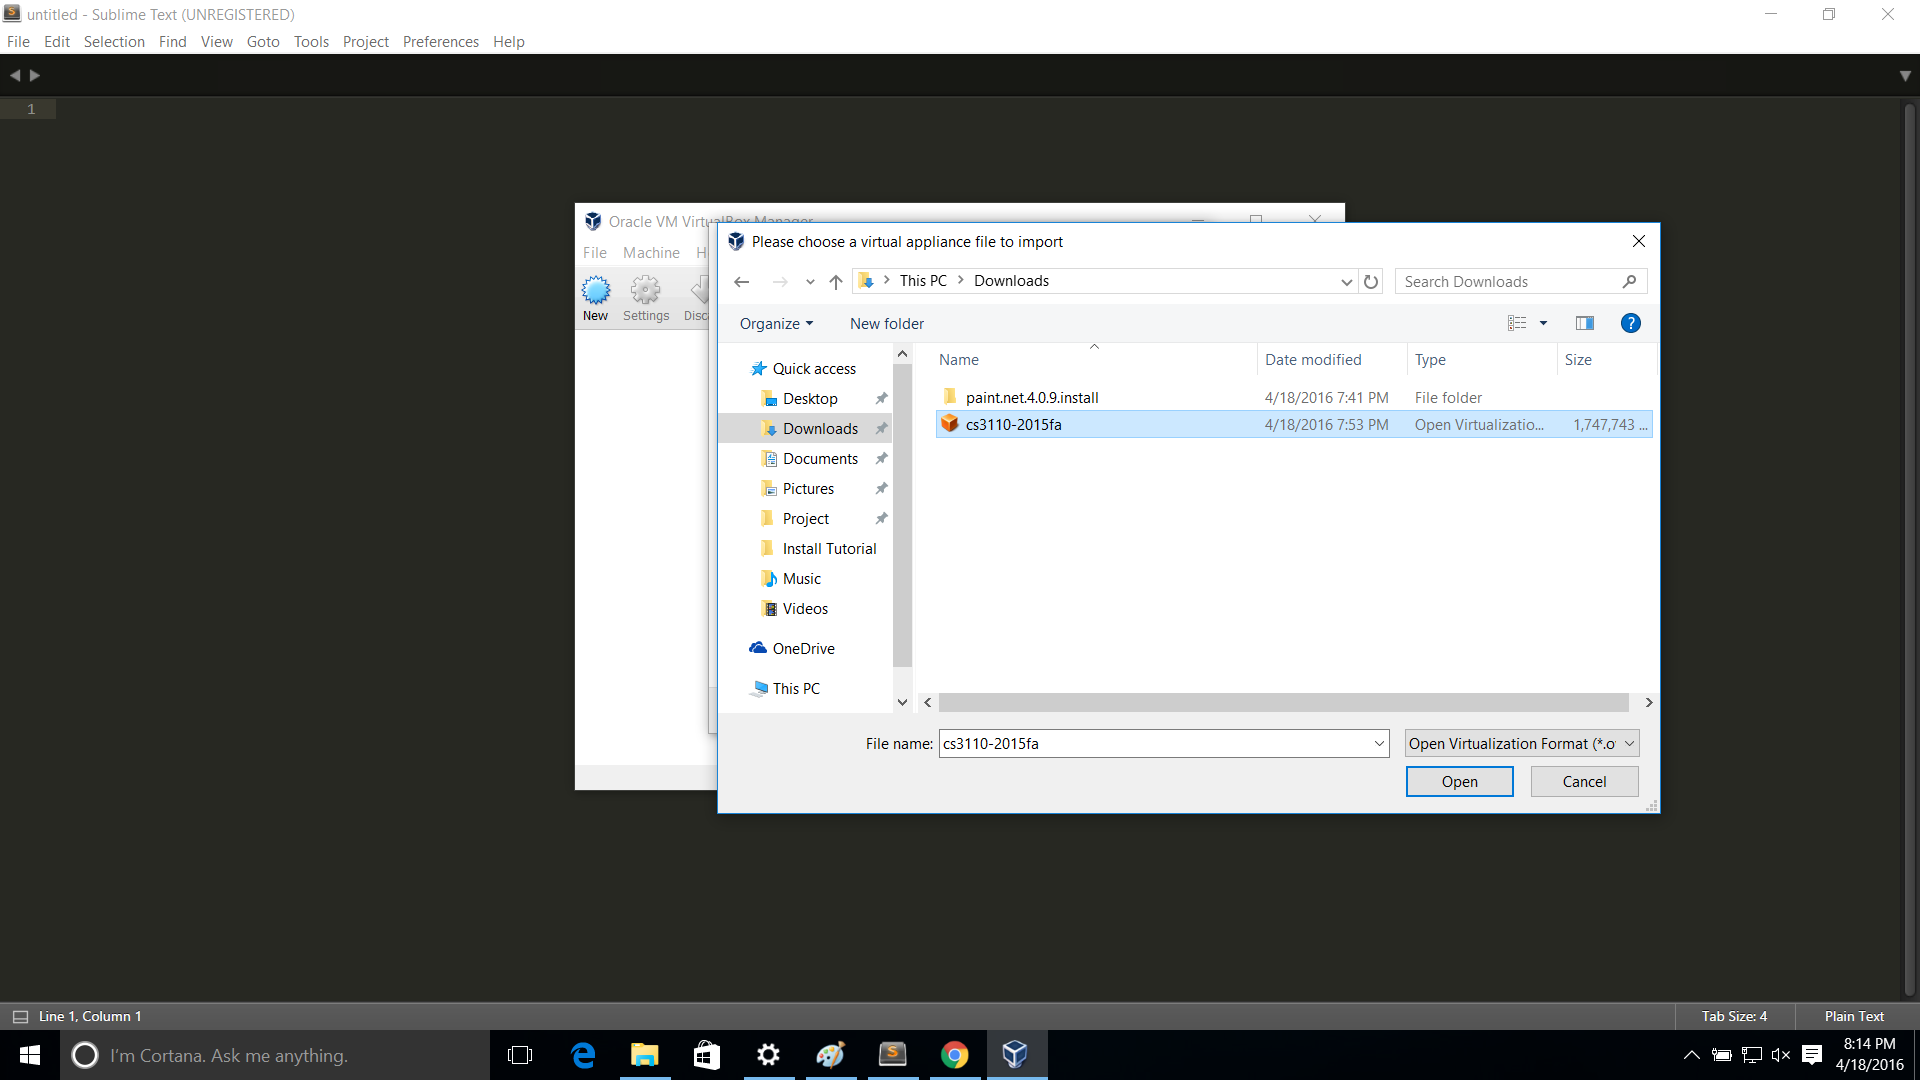 untitled - Sublime Text (UNREGISTERED)
File Edit Selection Find View Goto Tools Project Preferences Help
1
Oracle VM VirtualBox Manager
File Machine H
New Settings Disc
Please choose a virtual appliance file to import
This PC Downloads
Search Downloads
Organize New folder
Name Date modified Type Size
Quick access
Desktop
Downloads
Documents
Pictures
Project
Install Tutorial
Music
Videos
OneDrive
This PC
paint.net.4.0.9.install 4/18/2016 7:41 PM File folder
cs3110-2015fa 4/18/2016 7:53 PM Open Virtualizatio... 1,747,743 ...
File name: cs3110-2015fa Open Virtualization Format (*.o
Open Cancel
Line 1, Column 1 Tab Size: 4 Plain Text
I'm Cortana. Ask me anything.
8:14 PM
4/18/2016